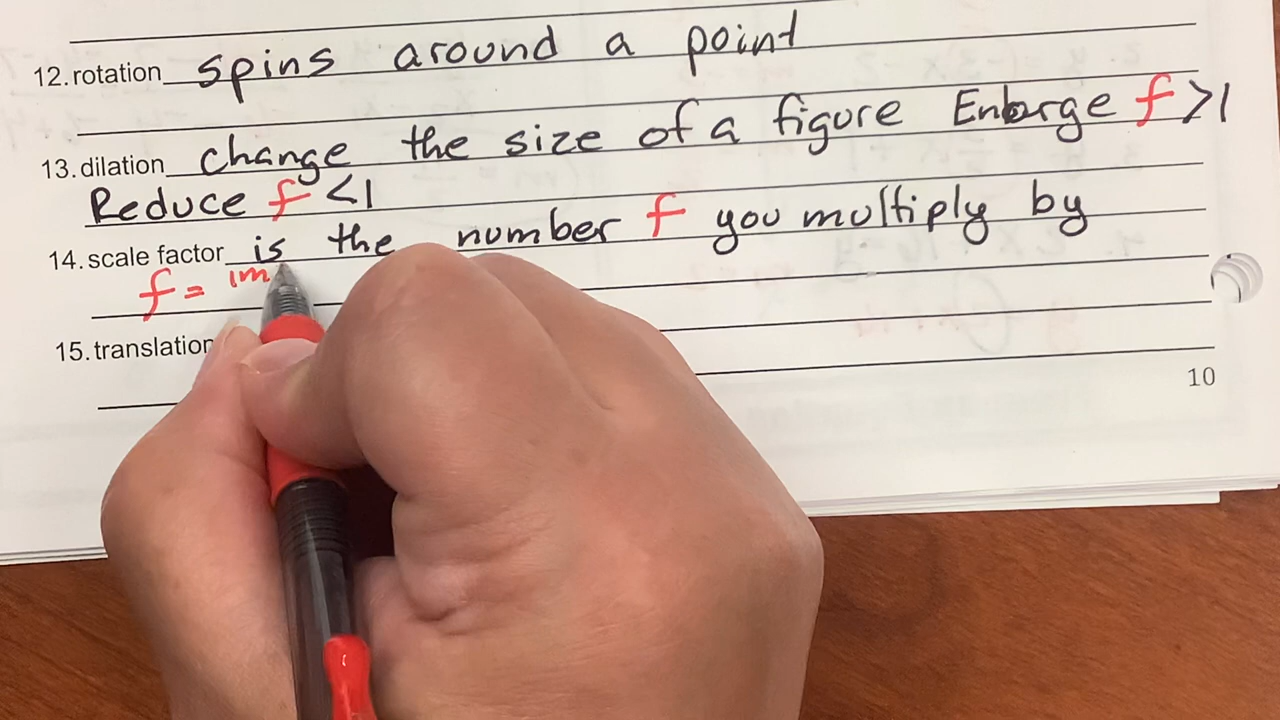 12. rotation spins around a point
13. dilation change the size of a figure Enlarge f >1
Reduce f <1
14. scale factor is the number f you multiply by
f = im
15. translation
10